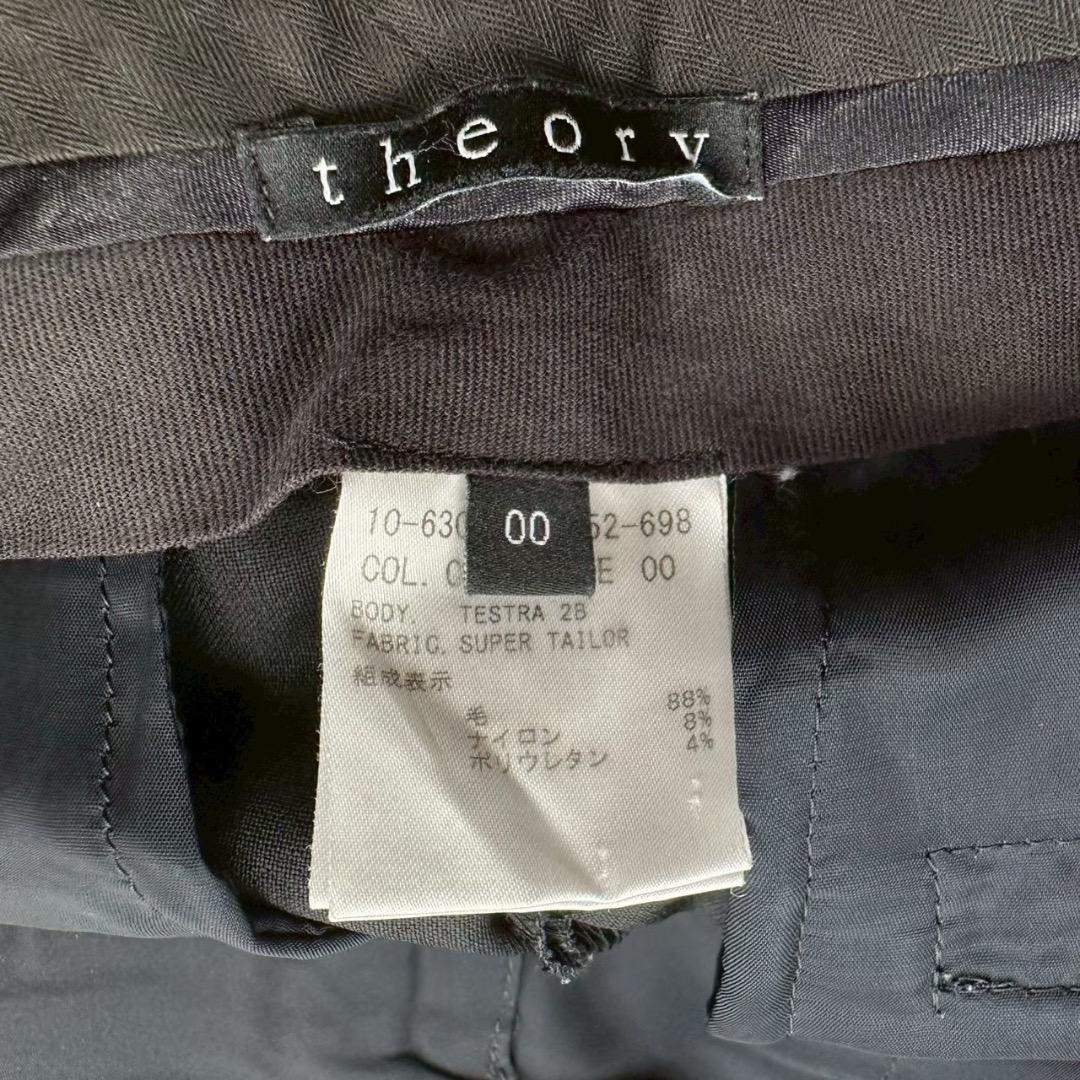 theory
00
10-630 52-698
COL. 0 E 00
BODY. TESTRA 2B
FABRIC. SUPER TAILOR
組成表示
毛 88%
ナイロン 8%
ポリウレタン 4%